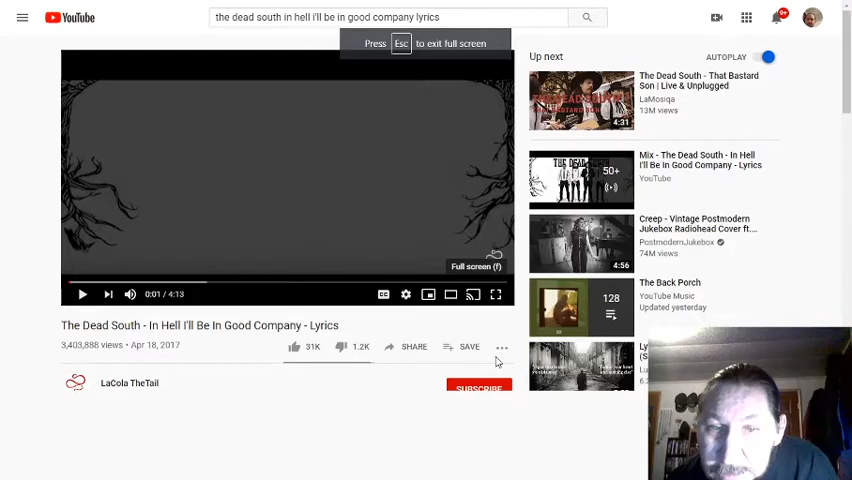 YouTube
the dead south in hell i'll be in good company lyrics
9+
Press Esc to exit full screen
Full screen (f)
0:01 / 4:13
The Dead South - In Hell I'll Be In Good Company - Lyrics
3,403,888 views • Apr 18, 2017
31K
1.2K
SHARE
SAVE
LaCola TheTail
SUBSCRIBE
Up next
AUTOPLAY
4:31
The Dead South - That Bastard
Son | Live & Unplugged
LaMosiqa
13M views
THE DEAD SOUTH
50+
Mix - The Dead South - In Hell
I'll Be In Good Company - Lyrics
YouTube
4:56
Creep - Vintage Postmodern
Jukebox Radiohead Cover ft....
PostmodernJukebox
74M views
128
The Back Porch
YouTube Music
Updated yesterday